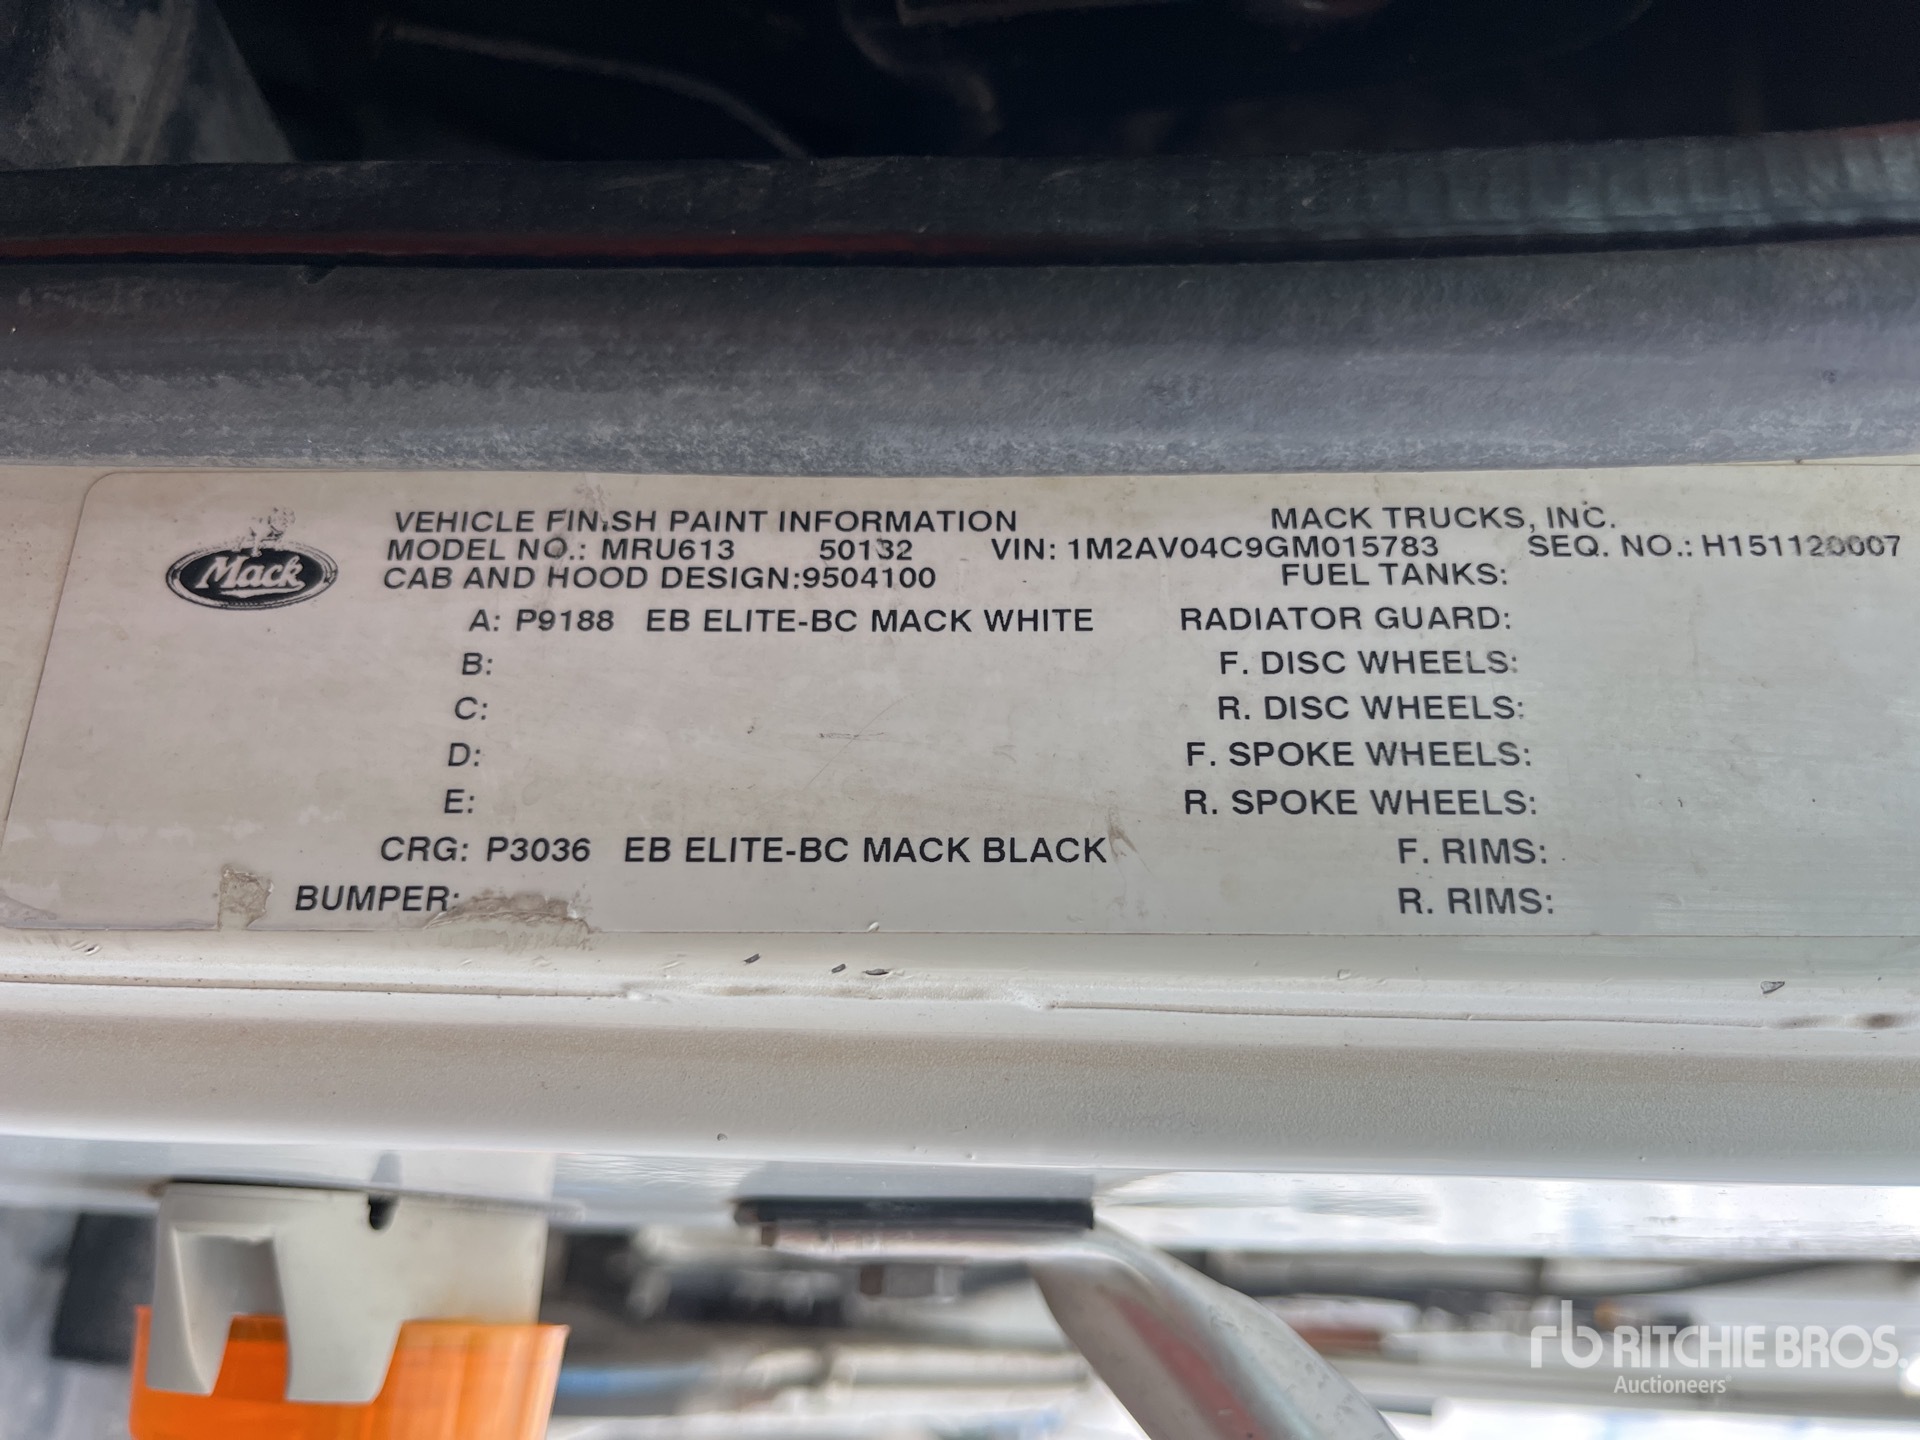 Mack
VEHICLE FINISH PAINT INFORMATION MACK TRUCKS, INC.
MODEL NO.: MRU613 50132 VIN: 1M2AV04C9GM015783 SEQ. NO.: H151120007
CAB AND HOOD DESIGN:9504100 FUEL TANKS:
A: P9188 EB ELITE-BC MACK WHITE RADIATOR GUARD:
B: F. DISC WHEELS:
C: R. DISC WHEELS:
D: F. SPOKE WHEELS:
E: R. SPOKE WHEELS:
CRG: P3036 EB ELITE-BC MACK BLACK F. RIMS:
BUMPER: R. RIMS:
rb RITCHIE BROS.
Auctioneers